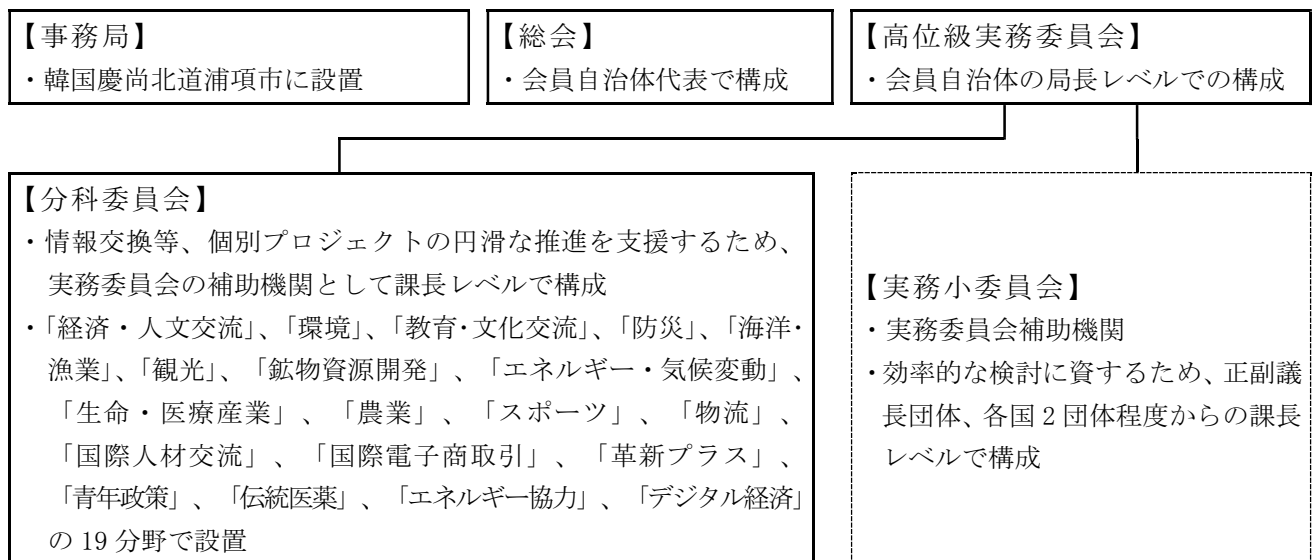 【事務局】
・韓国慶尚北道浦項市に設置
【総会】
・会員自治体代表で構成
【高位級実務委員会】
・会員自治体の局長レベルでの構成
【分科委員会】
・情報交換等、個別プロジェクトの円滑な推進を支援するため、
実務委員会の補助機関として課長レベルで構成
・「経済・人文交流」、「環境」、「教育・文化交流」、「防災」、「海洋・
漁業」、「観光」、「鉱物資源開発」、「エネルギー・気候変動」、
「生命・医療産業」、「農業」、「スポーツ」、「物流」、
「国際人材交流」、「国際電子商取引」、「革新プラス」、
「青年政策」、「伝統医薬」、「エネルギー協力」、「デジタル経済」
の 19 分野で設置
【実務小委員会】
・実務委員会補助機関
・効率的な検討に資するため、正副議
長団体、各国 2 団体程度からの課長
レベルで構成